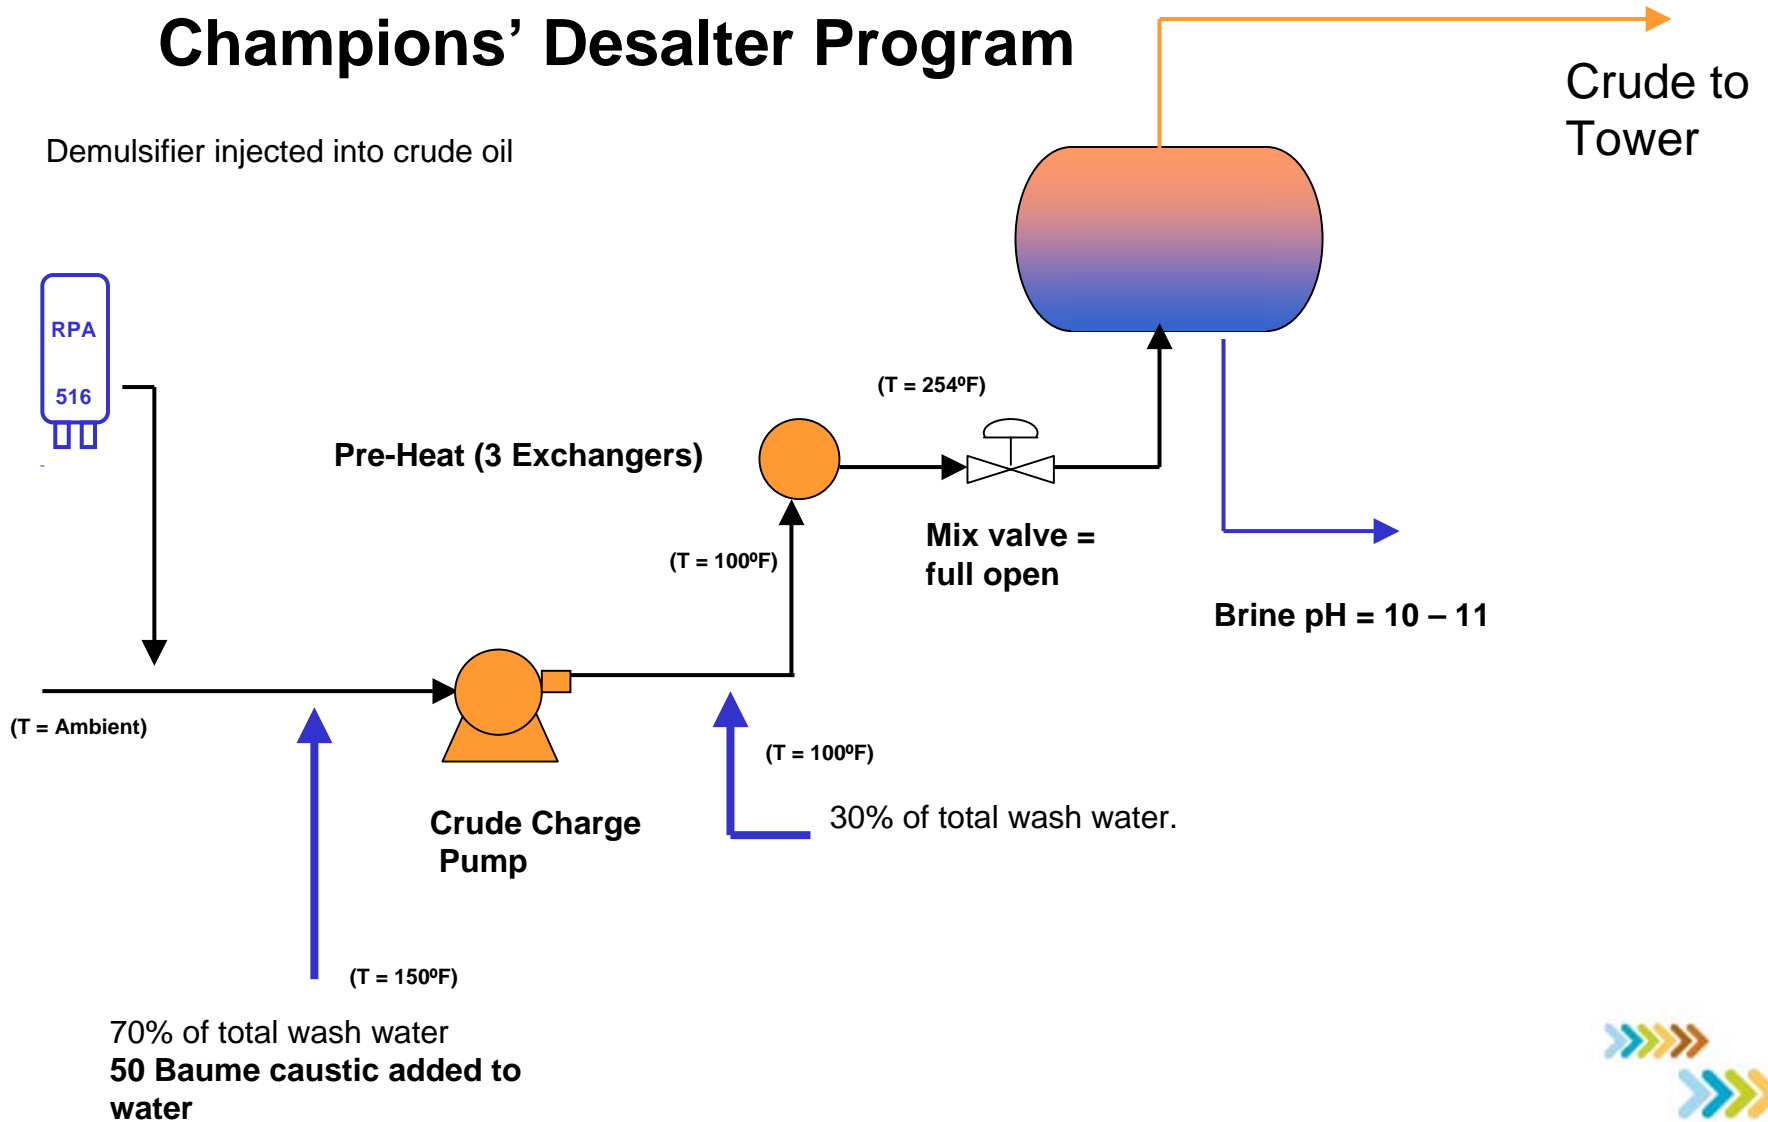 Champions’ Desalter Program
Crude to
Tower
Demulsifier injected into crude oil
RPA
516
(T = 254ºF)
Pre-Heat (3 Exchangers)
Mix valve =
full open
(T = 100ºF)
Brine pH = 10 – 11
(T = Ambient)
(T = 100ºF)
Crude Charge
Pump
30% of total wash water.
(T = 150ºF)
70% of total wash water
50 Baume caustic added to
water